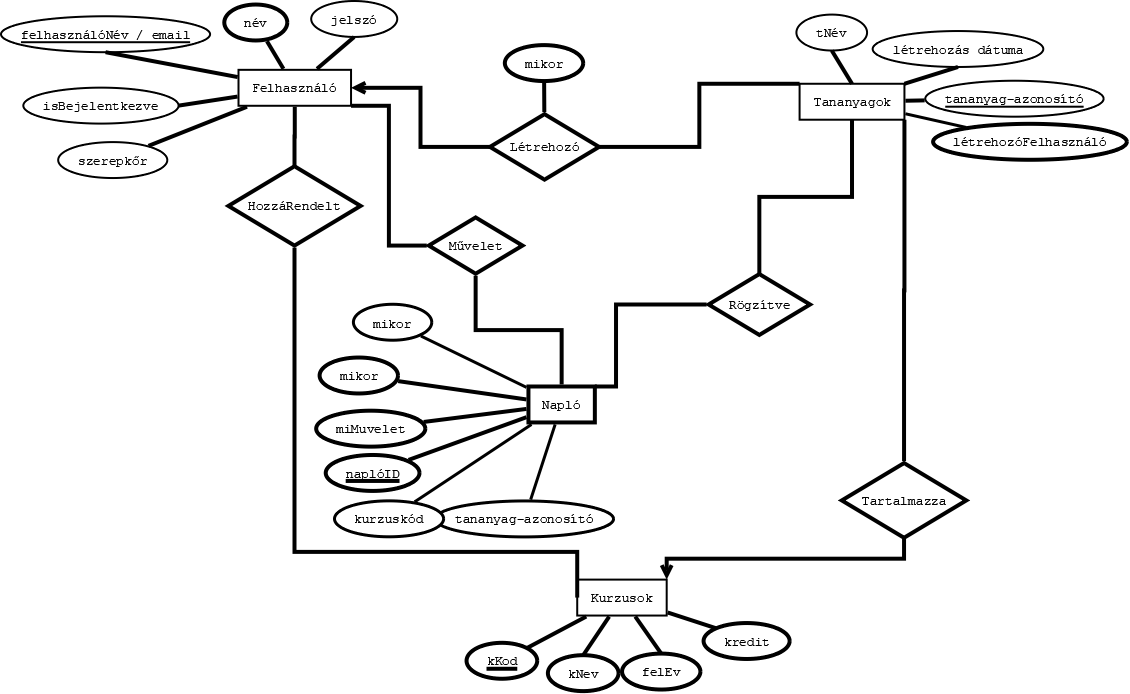 felhasználóNév / email
név
jelszó
isBejelentkezve
szerepkőr
Felhasználó
mikor
Létrehozó
tNév
létrehozás dátuma
Tananyagok
tananyag-azonosító
létrehozóFelhasználó
HozzáRendelt
Művelet
Rögzítve
mikor
mikor
miMuvelet
naplóID
kurzuskód
tananyag-azonosító
Napló
Tartalmazza
Kurzusok
kKod
kNev
felEv
kredit